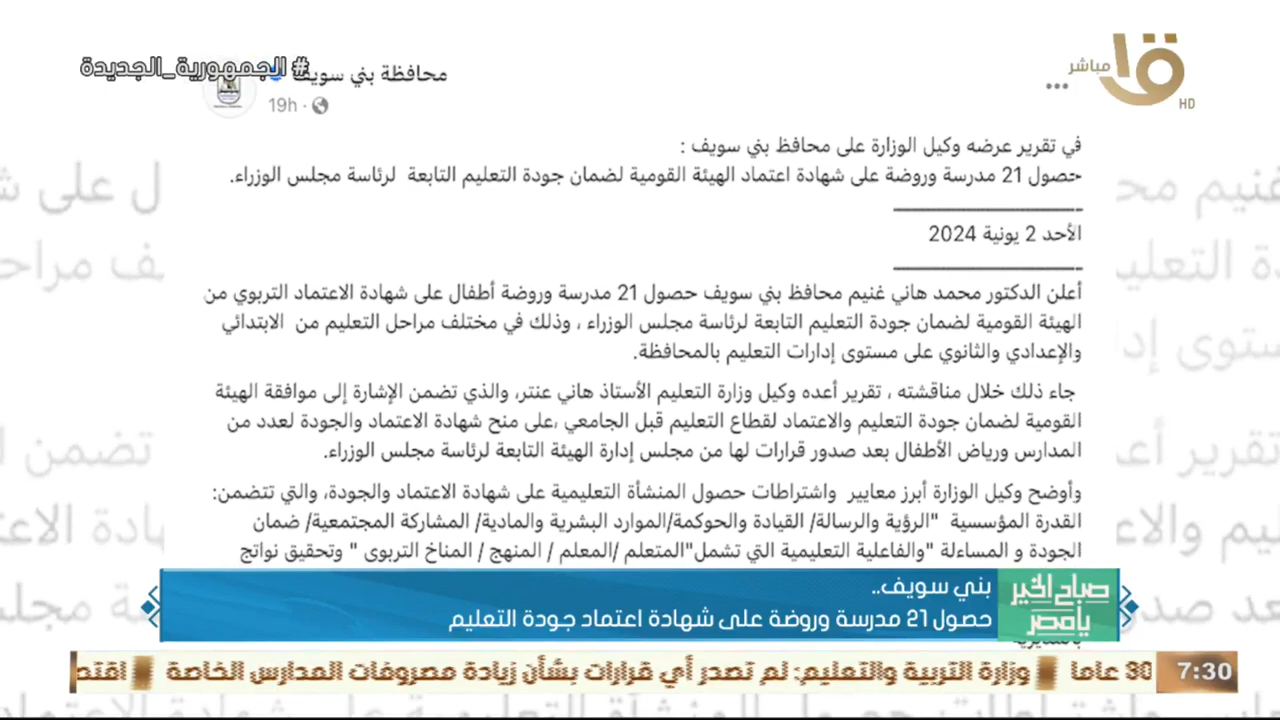 #الجمهورية_الجديدة
مباشر
HD
محافظة بني سويف
19h
في تقرير عرضه وكيل الوزارة على محافظ بني سويف :
حصول 21 مدرسة وروضة على شهادة اعتماد الهيئة القومية لضمان جودة التعليم التابعة لرئاسة مجلس الوزراء.
الأحد 2 يونية 2024
أعلن الدكتور محمد هاني غنيم محافظ بني سويف حصول 21 مدرسة وروضة أطفال على شهادة الاعتماد التربوي من
الهيئة القومية لضمان جودة التعليم التابعة لرئاسة مجلس الوزراء ، وذلك في مختلف مراحل التعليم من الابتدائي
والإعدادي والثانوي على مستوى إدارات التعليم بالمحافظة.
جاء ذلك خلال مناقشته ، تقرير أعده وكيل وزارة التعليم الأستاذ هاني عنتر، والذي تضمن الإشارة إلى موافقة الهيئة
القومية لضمان جودة التعليم والاعتماد لقطاع التعليم قبل الجامعي ،على منح شهادة الاعتماد والجودة لعدد من
المدارس ورياض الأطفال بعد صدور قرارات لها من مجلس إدارة الهيئة التابعة لرئاسة مجلس الوزراء.
وأوضح وكيل الوزارة أبرز معايير واشتراطات حصول المنشأة التعليمية على شهادة الاعتماد والجودة، والتي تتضمن:
القدرة المؤسسية "الرؤية والرسالة/ القيادة والحوكمة/الموارد البشرية والمادية/ المشاركة المجتمعية/ ضمان
الجودة و المساءلة "والفاعلية التعليمية التي تشمل"المتعلم /المعلم / المنهج / المناخ التربوى " وتحقيق نواتج
صباح الخير
يا مصر
بني سويف..
حصول 21 مدرسة وروضة على شهادة اعتماد جودة التعليم
7:30
30 عاما وزارة التربية والتعليم: لم تصدر أي قرارات بشأن زيادة مصروفات المدارس الخاصة